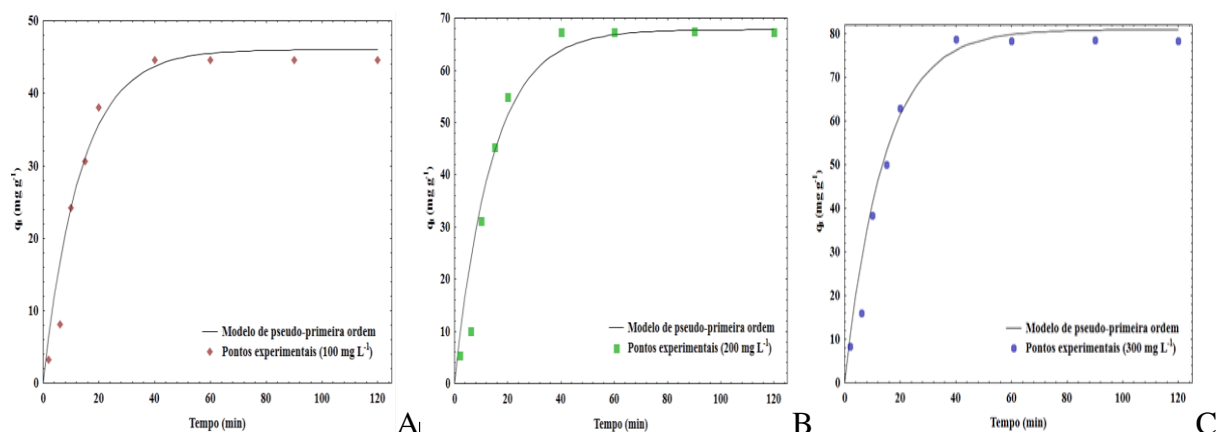 50
40
30
20
10
0
qt (mg g-1)
0 20 40 60 80 100 120
Tempo (min)
Modelo de pseudo-primeira ordem
Pontos experimentais (100 mg L-1)
A
70
60
50
40
30
20
10
0
qt (mg g-1)
0 20 40 60 80 100 120
Tempo (min)
Modelo de pseudo-primeira ordem
Pontos experimentais (200 mg L-1)
B
80
70
60
50
40
30
20
10
0
qt (mg g-1)
0 20 40 60 80 100 120
Tempo (min)
Modelo de pseudo-primeira ordem
Pontos experimentais (300 mg L-1)
C